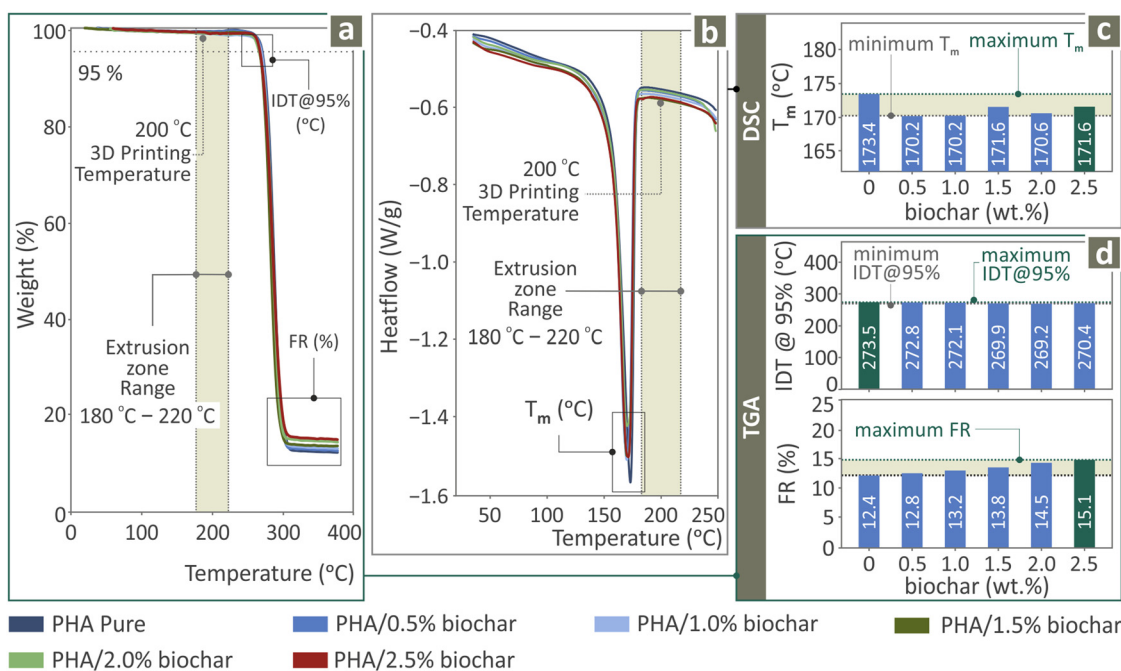 a
100
80
60
40
20
0
Weight (%)
95 %
IDT@95%
(°C)
200 °C
3D Printing
Temperature
Extrusion
zone
Range
180 °C – 220 °C
FR (%)
0 100 200 300 400
Temperature (°C)
b
−0.4
−0.6
−0.8
−1.0
−1.2
−1.4
−1.6
Heatflow (W/g)
200 °C
3D Printing
Temperature
Extrusion
zone
Range
180 °C – 220 °C
Tm (°C)
50 100 150 200 250
Temperature (°C)
DSC
c
minimum Tm
maximum Tm
180
175
170
165
Tm (°C)
173.4 170.2 170.2 171.6 170.6 171.6
0 0.5 1.0 1.5 2.0 2.5
biochar (wt.%)
TGA
d
minimum
IDT@95%
maximum
IDT@95%
400
300
200
100
0
IDT @ 95% (°C)
273.5 272.8 272.1 269.9 269.2 270.4
maximum FR
25
20
15
10
5
0
FR (%)
12.4 12.8 13.2 13.8 14.5 15.1
0 0.5 1.0 1.5 2.0 2.5
biochar (wt.%)
PHA Pure PHA/0.5% biochar PHA/1.0% biochar PHA/1.5% biochar
PHA/2.0% biochar PHA/2.5% biochar